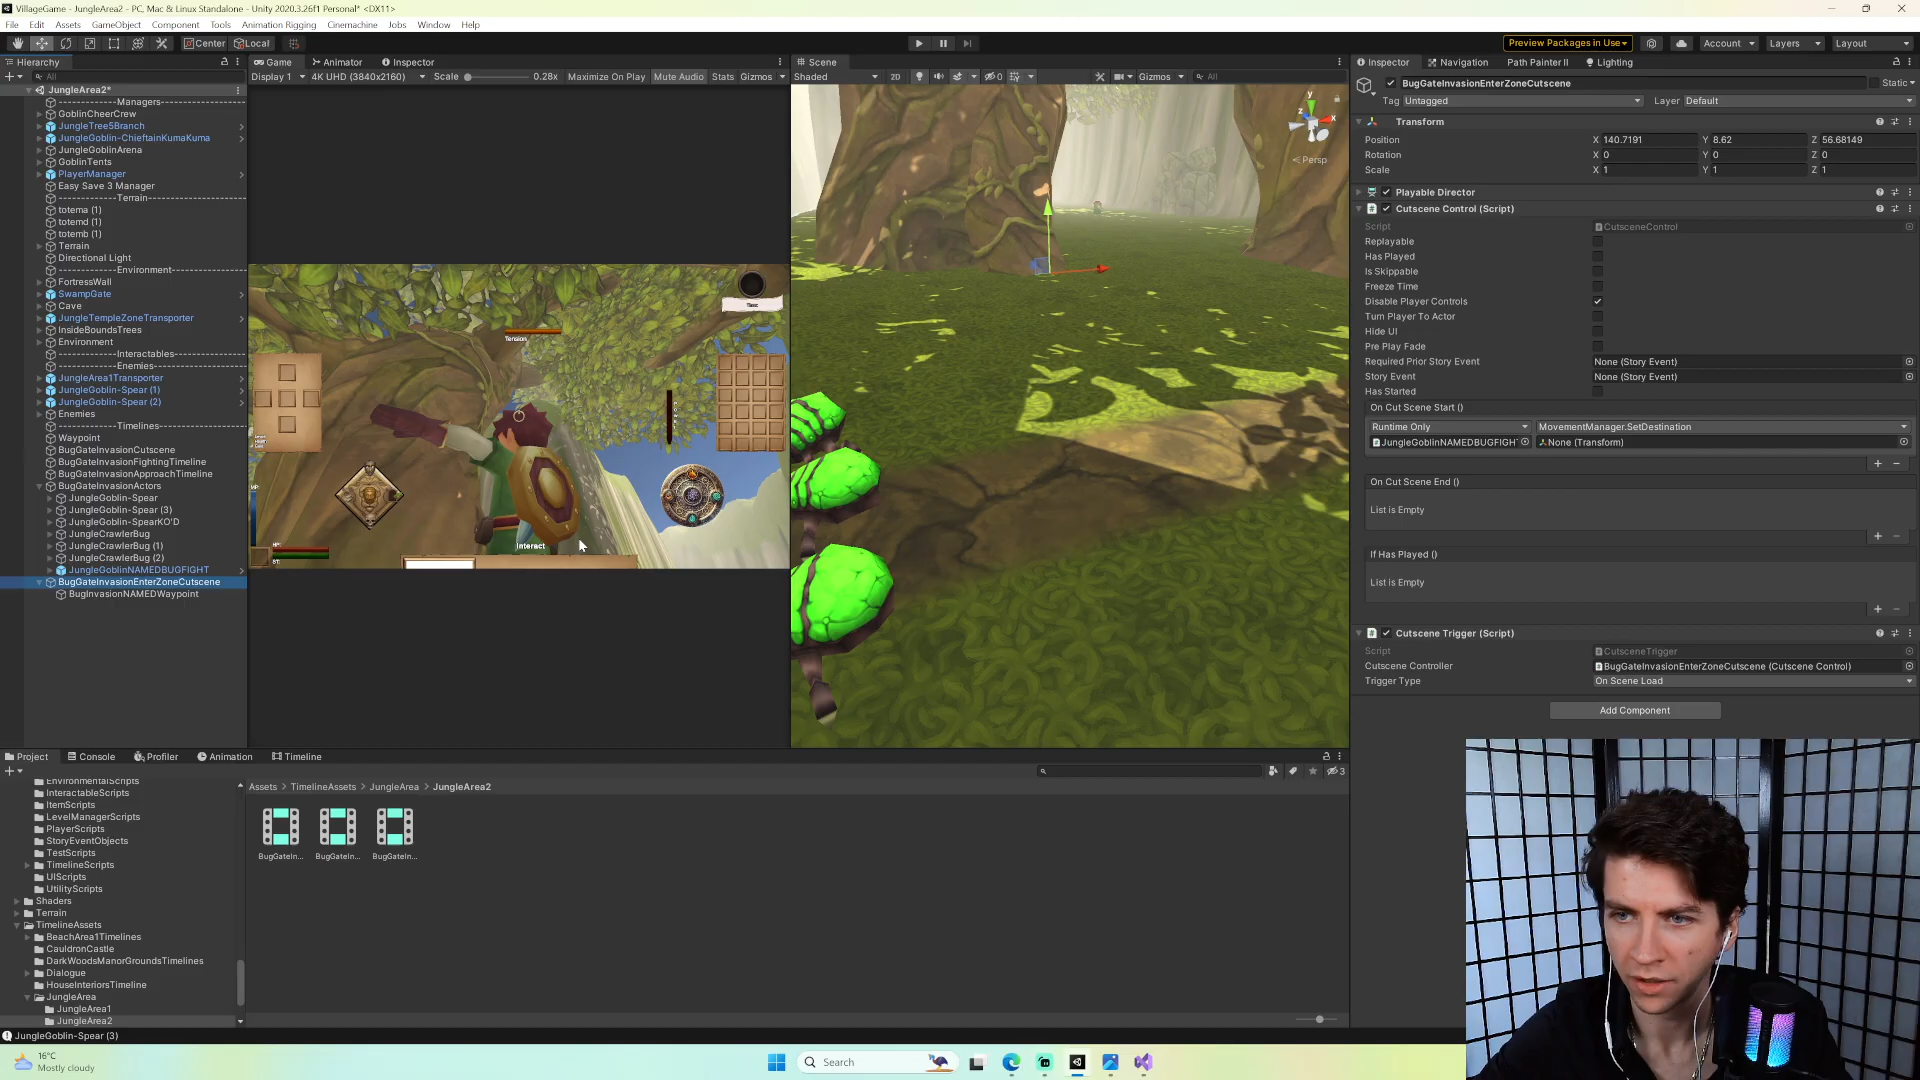 VillageGame - JungleArea2 - PC, Mac & Linux Standalone - Unity 2020.3.26f1 Personal* <DX11>
File Edit Assets GameObject Component Tools Animation Rigging Cinemachine Jobs Window Help
Center Local
Preview Packages in Use
Account
Layers
Layout
Hierarchy
All
JungleArea2*
--------------Managers--------------
GoblinCheerCrew
JungleTree5Branch
JungleGoblin-ChieftainKumaKuma
JungleGoblinArena
GoblinTents
PlayerManager
Easy Save 3 Manager
--------------Terrain--------------
totema (1)
totemd (1)
totemb (1)
Terrain
Directional Light
--------------Environment--------------
FortressWall
SwampGate
Cave
JungleTempleZoneTransporter
InsideBoundsTrees
Environment
--------------Interactables--------------
--------------Enemies--------------
JungleArea1Transporter
JungleGoblin-Spear (1)
JungleGoblin-Spear (2)
Enemies
--------------Timelines--------------
Waypoint
BugGateInvasionCutscene
BugGateInvasionFightingTimeline
BugGateInvasionApproachTimeline
BugGateInvasionActors
JungleGoblin-Spear
JungleGoblin-Spear (3)
JungleGoblin-SpearKO'D
JungleCrawlerBug
JungleCrawlerBug (1)
JungleCrawlerBug (2)
JungleGoblinNAMEDBUGFIGHT
BugGateInvasionEnterZoneCutscene
BugInvasionNAMEDWaypoint
Game Animator Inspector
Display 1 4K UHD (3840x2160) Scale 0.28x Maximize On Play Mute Audio Stats Gizmos
Tension
Interact
HP:
ST:
MP:
Scene
Shaded 2D 0 Gizmos All
y
x
z
Persp
Inspector Navigation Path Painter II Lighting
BugGateInvasionEnterZoneCutscene Static
Tag Untagged Layer Default
Transform
Position X 140.7191 Y 8.62 Z 56.68149
Rotation X 0 Y 0 Z 0
Scale X 1 Y 1 Z 1
Playable Director
Cutscene Control (Script)
Script CutsceneControl
Replayable
Has Played
Is Skippable
Freeze Time
Disable Player Controls
Turn Player To Actor
Hide UI
Pre Play Fade
Required Prior Story Event None (Story Event)
Story Event None (Story Event)
Has Started
On Cut Scene Start ()
Runtime Only MovementManager.SetDestination
JungleGoblinNAMEDBUGFIGHT None (Transform)
On Cut Scene End ()
List is Empty
If Has Played ()
List is Empty
Cutscene Trigger (Script)
Script CutsceneTrigger
Cutscene Controller BugGateInvasionEnterZoneCutscene (Cutscene Control)
Trigger Type On Scene Load
Add Component
Project Console Profiler Animation Timeline
3
EnvironmentalScripts
InteractableScripts
ItemScripts
LevelManagerScripts
PlayerScripts
StoryEventObjects
TestScripts
TimelineScripts
UIScripts
UtilityScripts
Shaders
Terrain
TimelineAssets
BeachArea1Timelines
CauldronCastle
DarkWoodsManorGroundsTimelines
Dialogue
HouseInteriorsTimeline
JungleArea
JungleArea1
JungleArea2
Assets > TimelineAssets > JungleArea > JungleArea2
BugGateIn... BugGateIn... BugGateIn...
JungleGoblin-Spear (3)
16°C
Mostly cloudy
Search